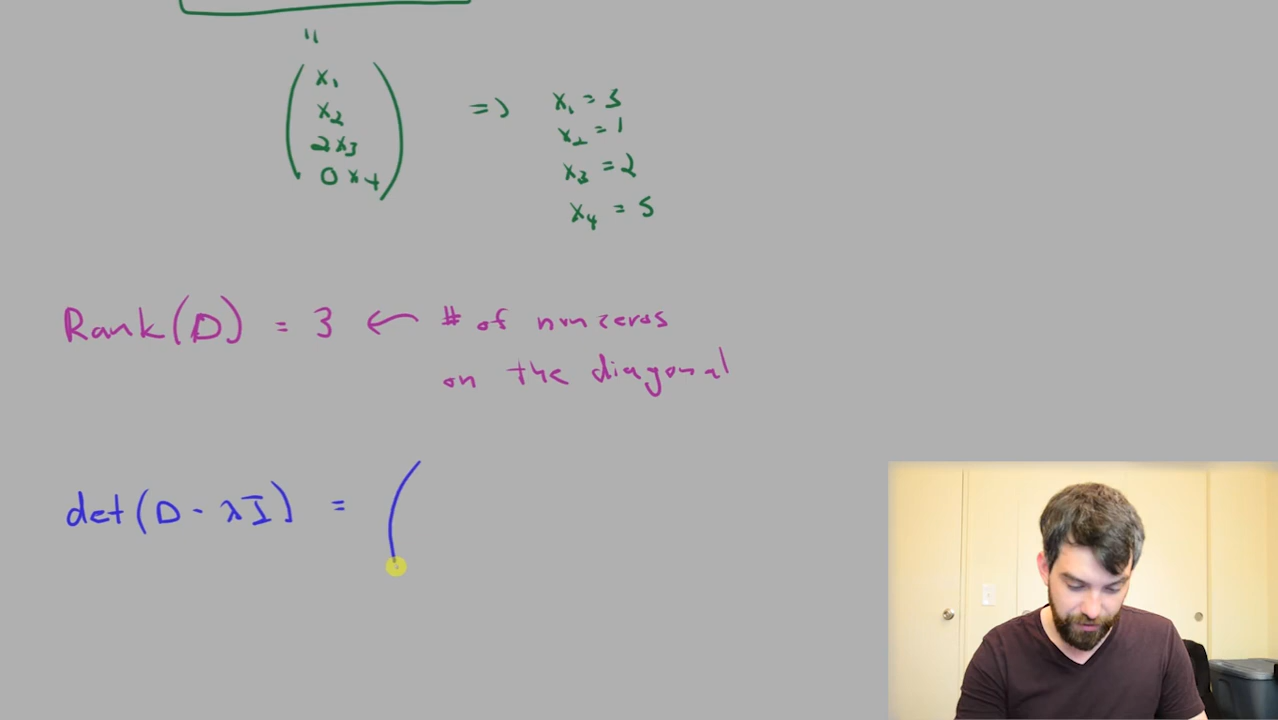 "
( x₁
x₂
2x₃
0x₄ )
=> x₁ = 3
x₂ = 1
x₃ = 2
x₄ = 5
Rank(D) = 3 ← # of nonzeros
on the diagonal
det(D - λI) = (